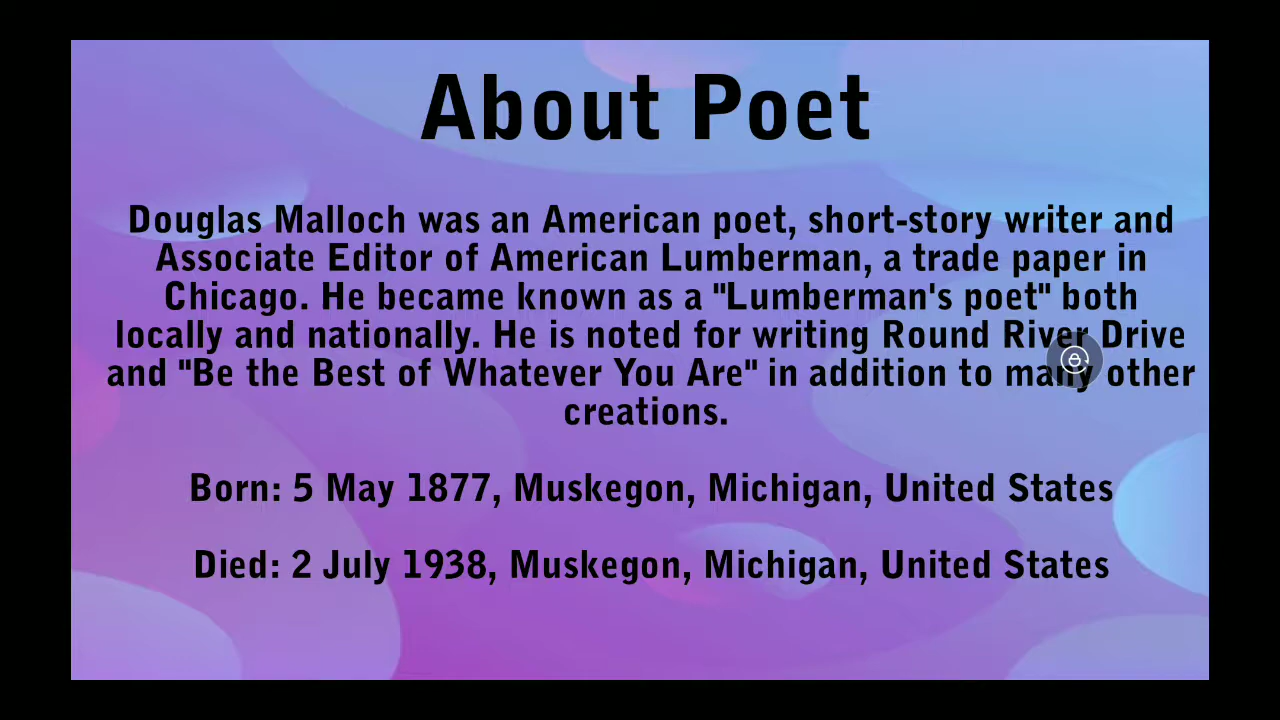 About Poet
Douglas Malloch was an American poet, short-story writer and
Associate Editor of American Lumberman, a trade paper in
Chicago. He became known as a "Lumberman's poet" both
locally and nationally. He is noted for writing Round River Drive
and "Be the Best of Whatever You Are" in addition to many other
creations.
Born: 5 May 1877, Muskegon, Michigan, United States
Died: 2 July 1938, Muskegon, Michigan, United States